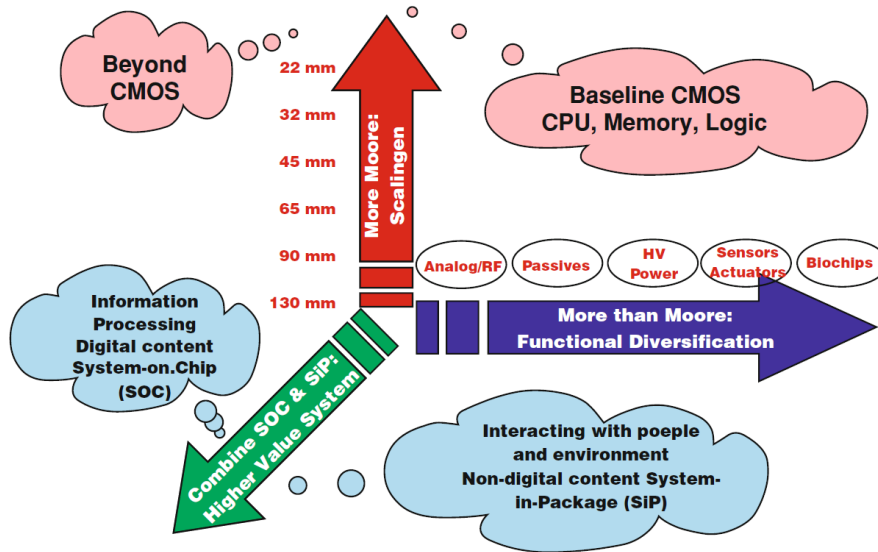 Beyond
CMOS
22 mm
32 mm
45 mm
65 mm
90 mm
130 mm
More Moore:
Scalingen
Baseline CMOS
CPU, Memory, Logic
Analog/RF
Passives
HV
Power
Sensors
Actuators
Blochips
More than Moore:
Functional Diversification
Information
Processing
Digital content
System-on.Chip
(SOC)
Combine SOC & SiP:
Higher Value System
Interacting with poeple
and environment
Non-digital content System-
in-Package (SiP)